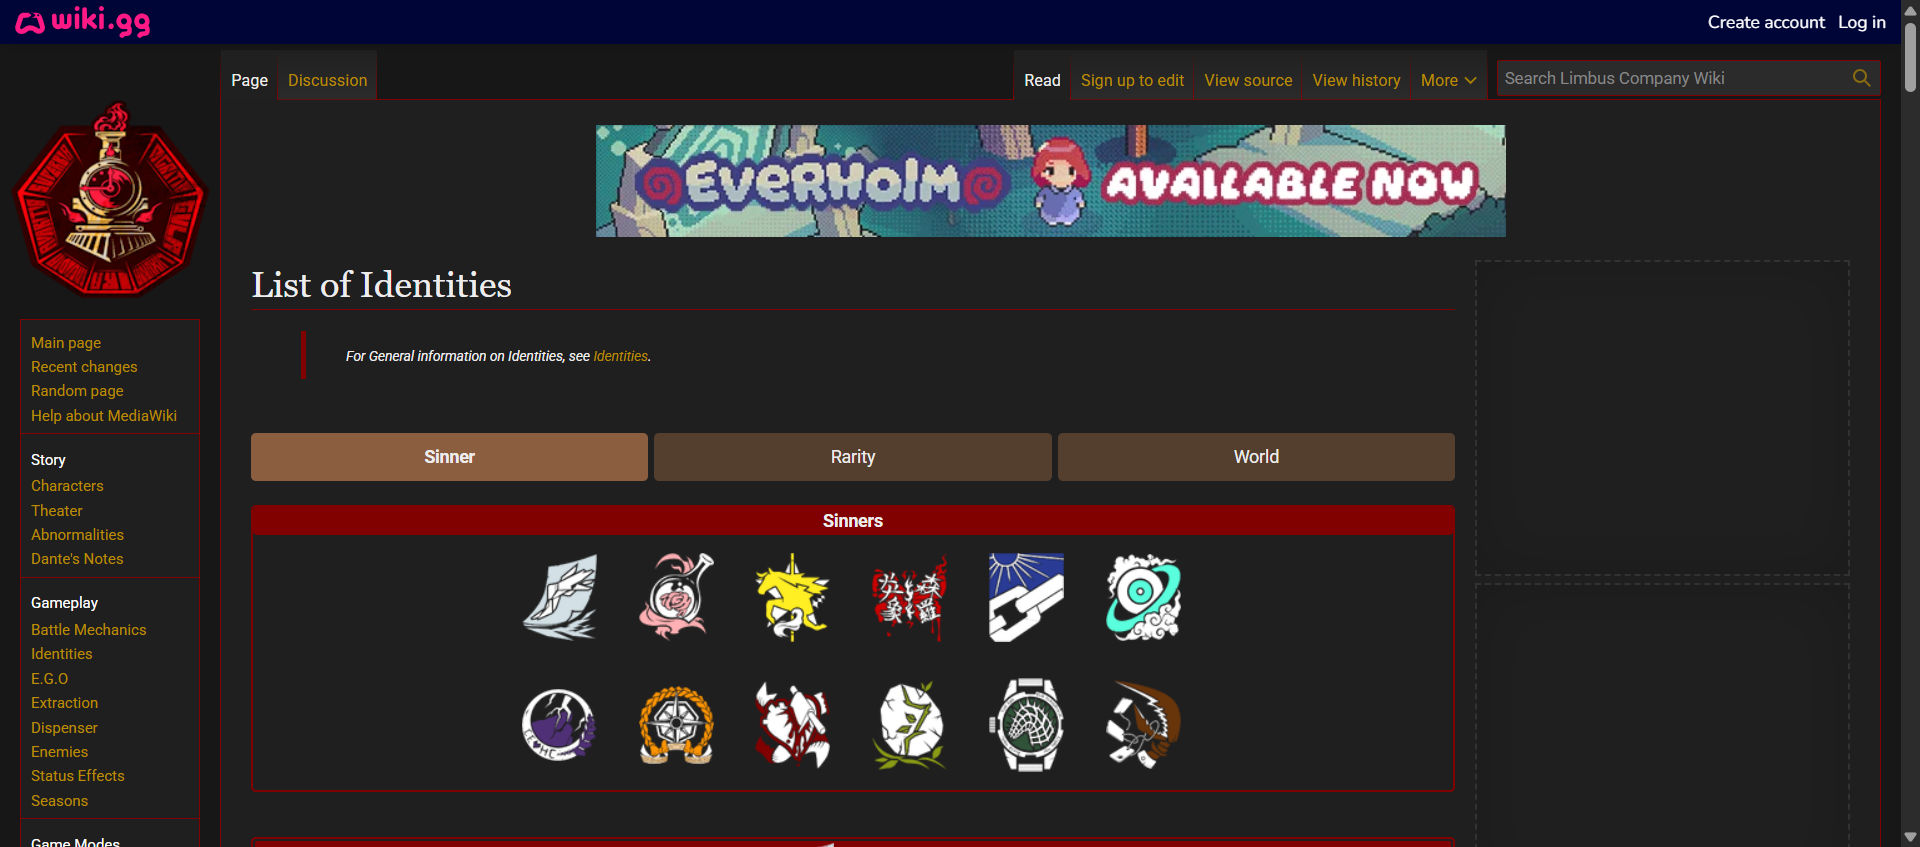 wiki.gg
Create account Log in
Page Discussion
Read Sign up to edit View source View history More
Search Limbus Company Wiki
EVERHOLM AVAILABLE NOW
List of Identities
For General information on Identities, see Identities.
Sinner Rarity World
Sinners
CE♥HC
Main page
Recent changes
Random page
Help about MediaWiki
Story
Characters
Theater
Abnormalities
Dante's Notes
Gameplay
Battle Mechanics
Identities
E.G.O
Extraction
Dispenser
Enemies
Status Effects
Seasons
Game Modes